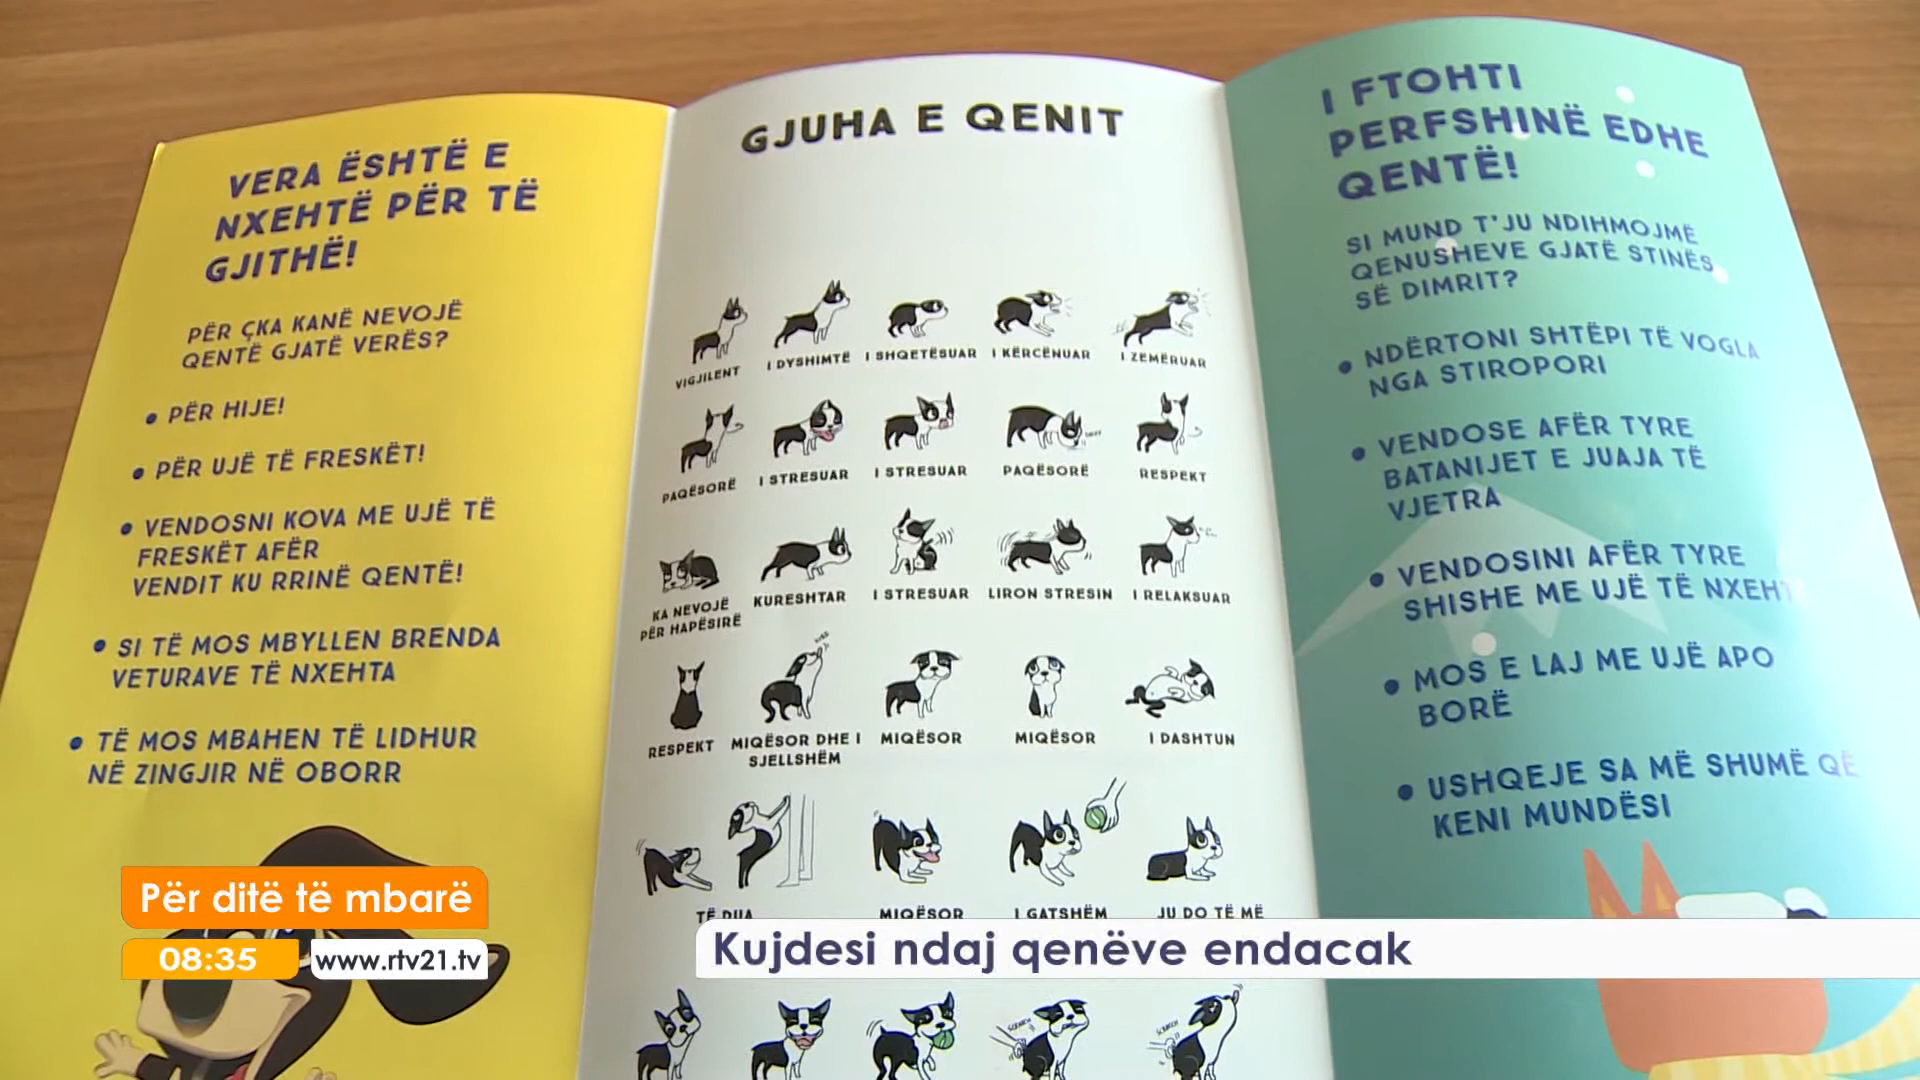 VERA ËSHTË E
NXEHTË PËR TË
GJITHË!
PËR ÇKA KANË NEVOJË
QENTË GJATË VERËS?
• PËR HIJE!
• PËR UJË TË FRESKËT!
• VENDOSNI KOVA ME UJË TË
FRESKËT AFËR
VENDIT KU RRINË QENTË!
• SI TË MOS MBYLLEN BRENDA
VETURAVE TË NXEHTA
• TË MOS MBAHEN TË LIDHUR
NË ZINGJIR NË OBORR
GJUHA E QENIT
VIGJILENT
I DYSHIMTË
I SHQETËSUAR
I KËRCËNUAR
I ZEMËRUAR
PAQËSORË
I STRESUAR
I STRESUAR
PAQËSORË
RESPEKT
KA NEVOJË
PËR HAPËSIRË
KURESHTAR
I STRESUAR
LIRON STRESIN
I RELAKSUAR
RESPEKT
MIQËSOR DHE I
SJELLSHËM
MIQËSOR
MIQËSOR
I DASHTUN
TË DUA
MIQËSOR
I GATSHËM
JU DO TË MË
I FTOHTI
PERFSHINË EDHE
QENTË!
SI MUND T'JU NDIHMOJMË
QENUSHEVE GJATË STINËS
SË DIMRIT?
• NDËRTONI SHTËPI TË VOGLA
NGA STIROPORI
• VENDOSE AFËR TYRE
BATANIJET E JUAJA TË
VJETRA
• VENDOSINI AFËR TYRE
SHISHE ME UJË TË NXEHT
• MOS E LAJ ME UJË APO
BORË
• USHQEJE SA MË SHUMË QË
KENI MUNDËSI
Për ditë të mbarë
08:35 www.rtv21.tv
Kujdesi ndaj qenëve endacak